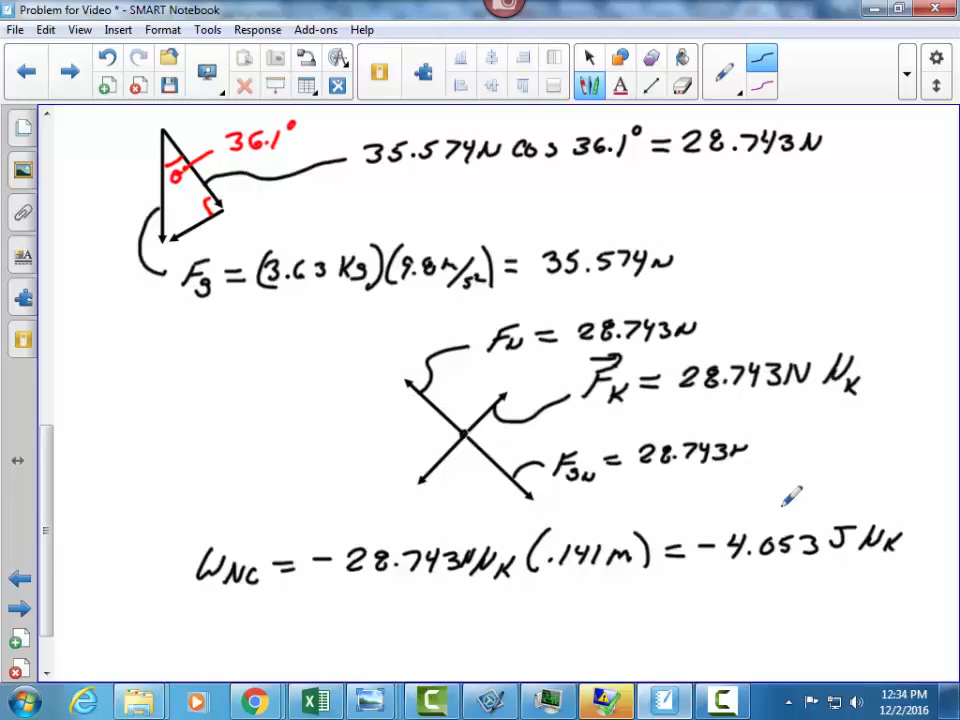 Problem for Video * - SMART Notebook
File Edit View Insert Format Tools Response Add-ons Help
36.1°
θ
35.574N cos 36.1° = 28.743N
Fg = (3.63 Kg)(9.8 m/s²) = 35.574N
FN = 28.743N
FK = 28.743N μK
FgN = 28.743N
WNC = - 28.743N μK (.141m) = - 4.053 J μK
12:34 PM
12/2/2016